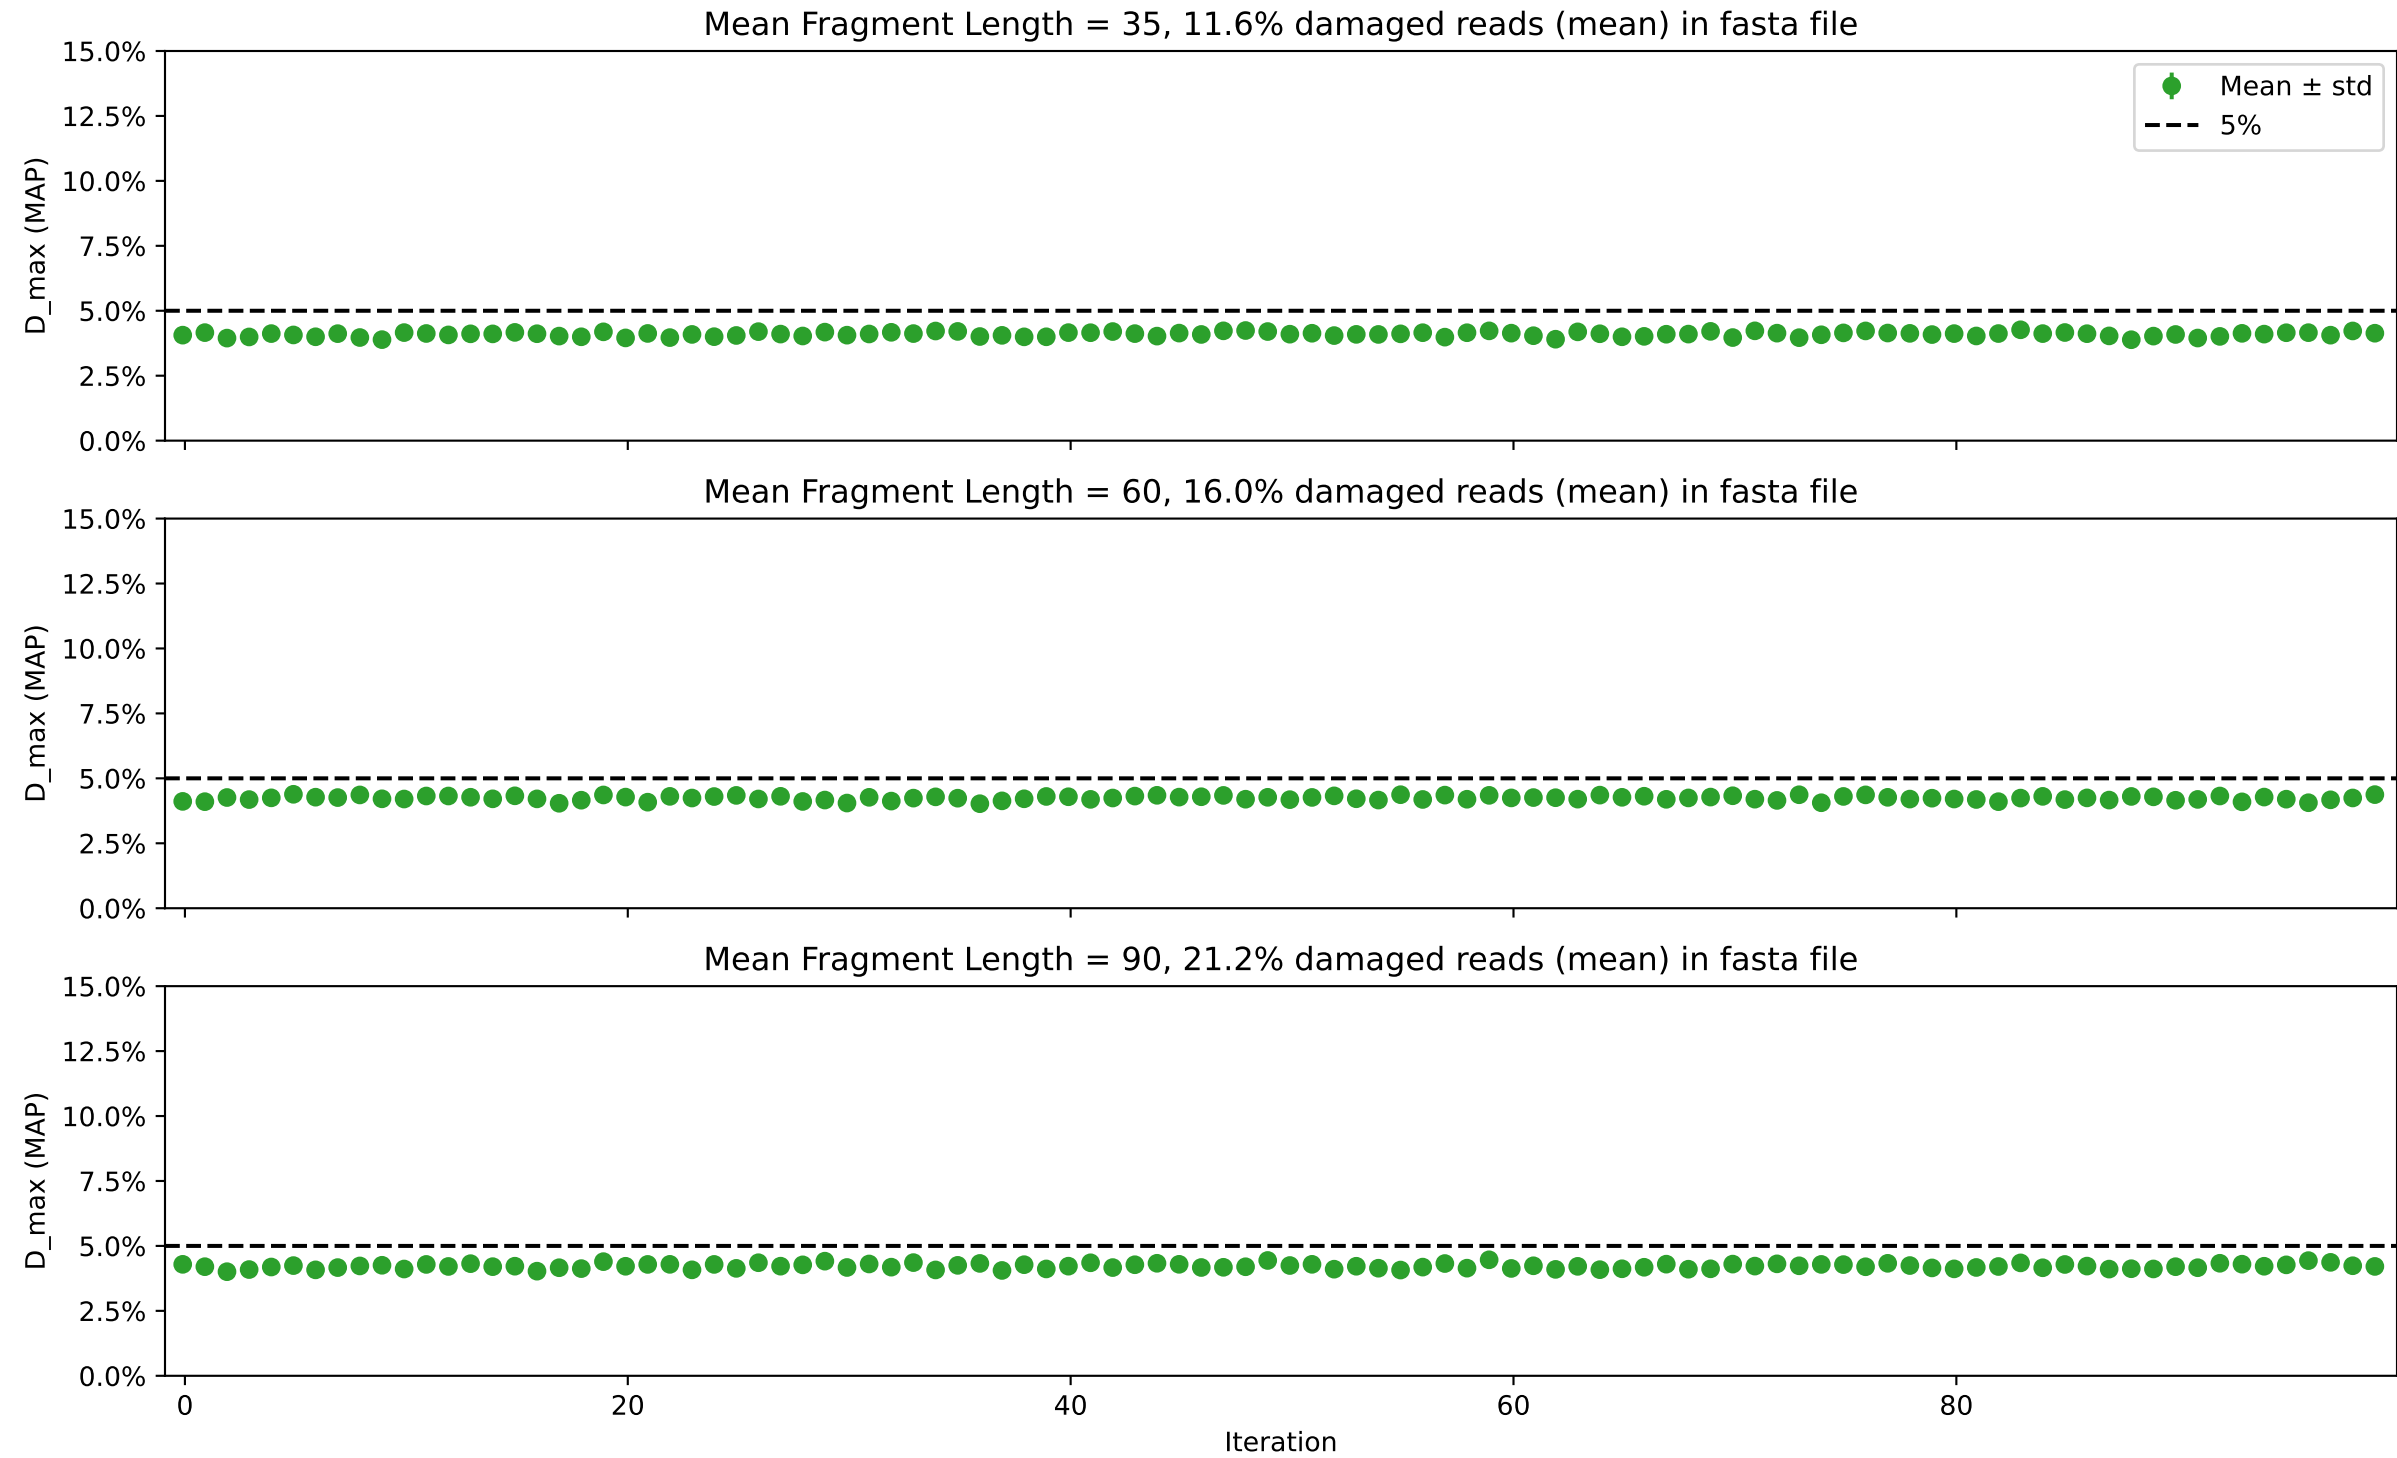 Mean Fragment Length = 35, 11.6% damaged reads (mean) in fasta file
15.0%
12.5%
10.0%
7.5%
5.0%
2.5%
0.0%
D_max (MAP)
Mean ± std
5%
Mean Fragment Length = 60, 16.0% damaged reads (mean) in fasta file
15.0%
12.5%
10.0%
7.5%
5.0%
2.5%
0.0%
D_max (MAP)
Mean Fragment Length = 90, 21.2% damaged reads (mean) in fasta file
15.0%
12.5%
10.0%
7.5%
5.0%
2.5%
0.0%
D_max (MAP)
0 20 40 60 80
Iteration